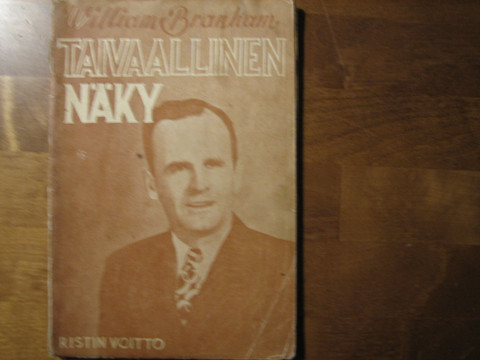 William Branham
TAIVAALLINEN
NÄKY
RISTIN VOITTO